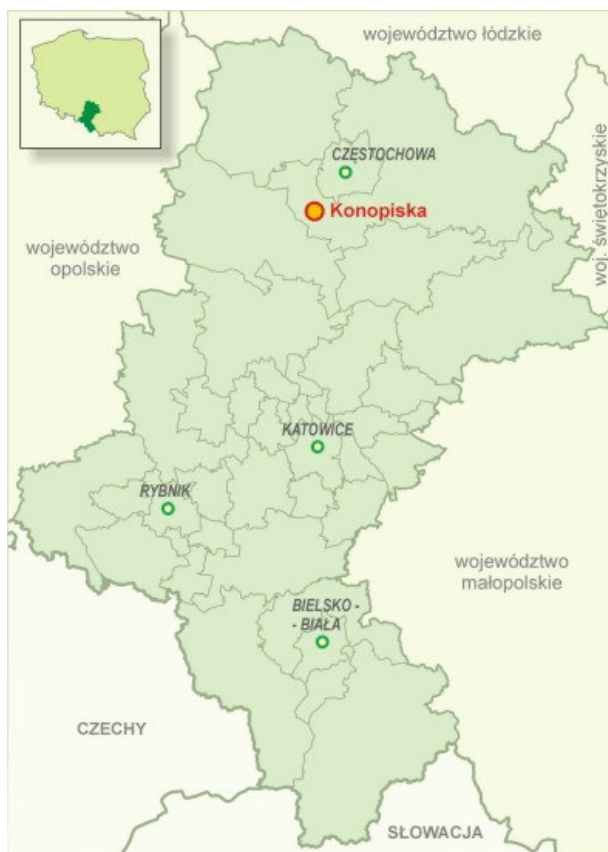 województwo łódzkie
CZĘSTOCHOWA
Konopiska
woj. świętokrzyskie
województwo
opolskie
KATOWICE
RYBNIK
województwo
małopolskie
BIELSKO -
- BIAŁA
CZECHY
SŁOWACJA